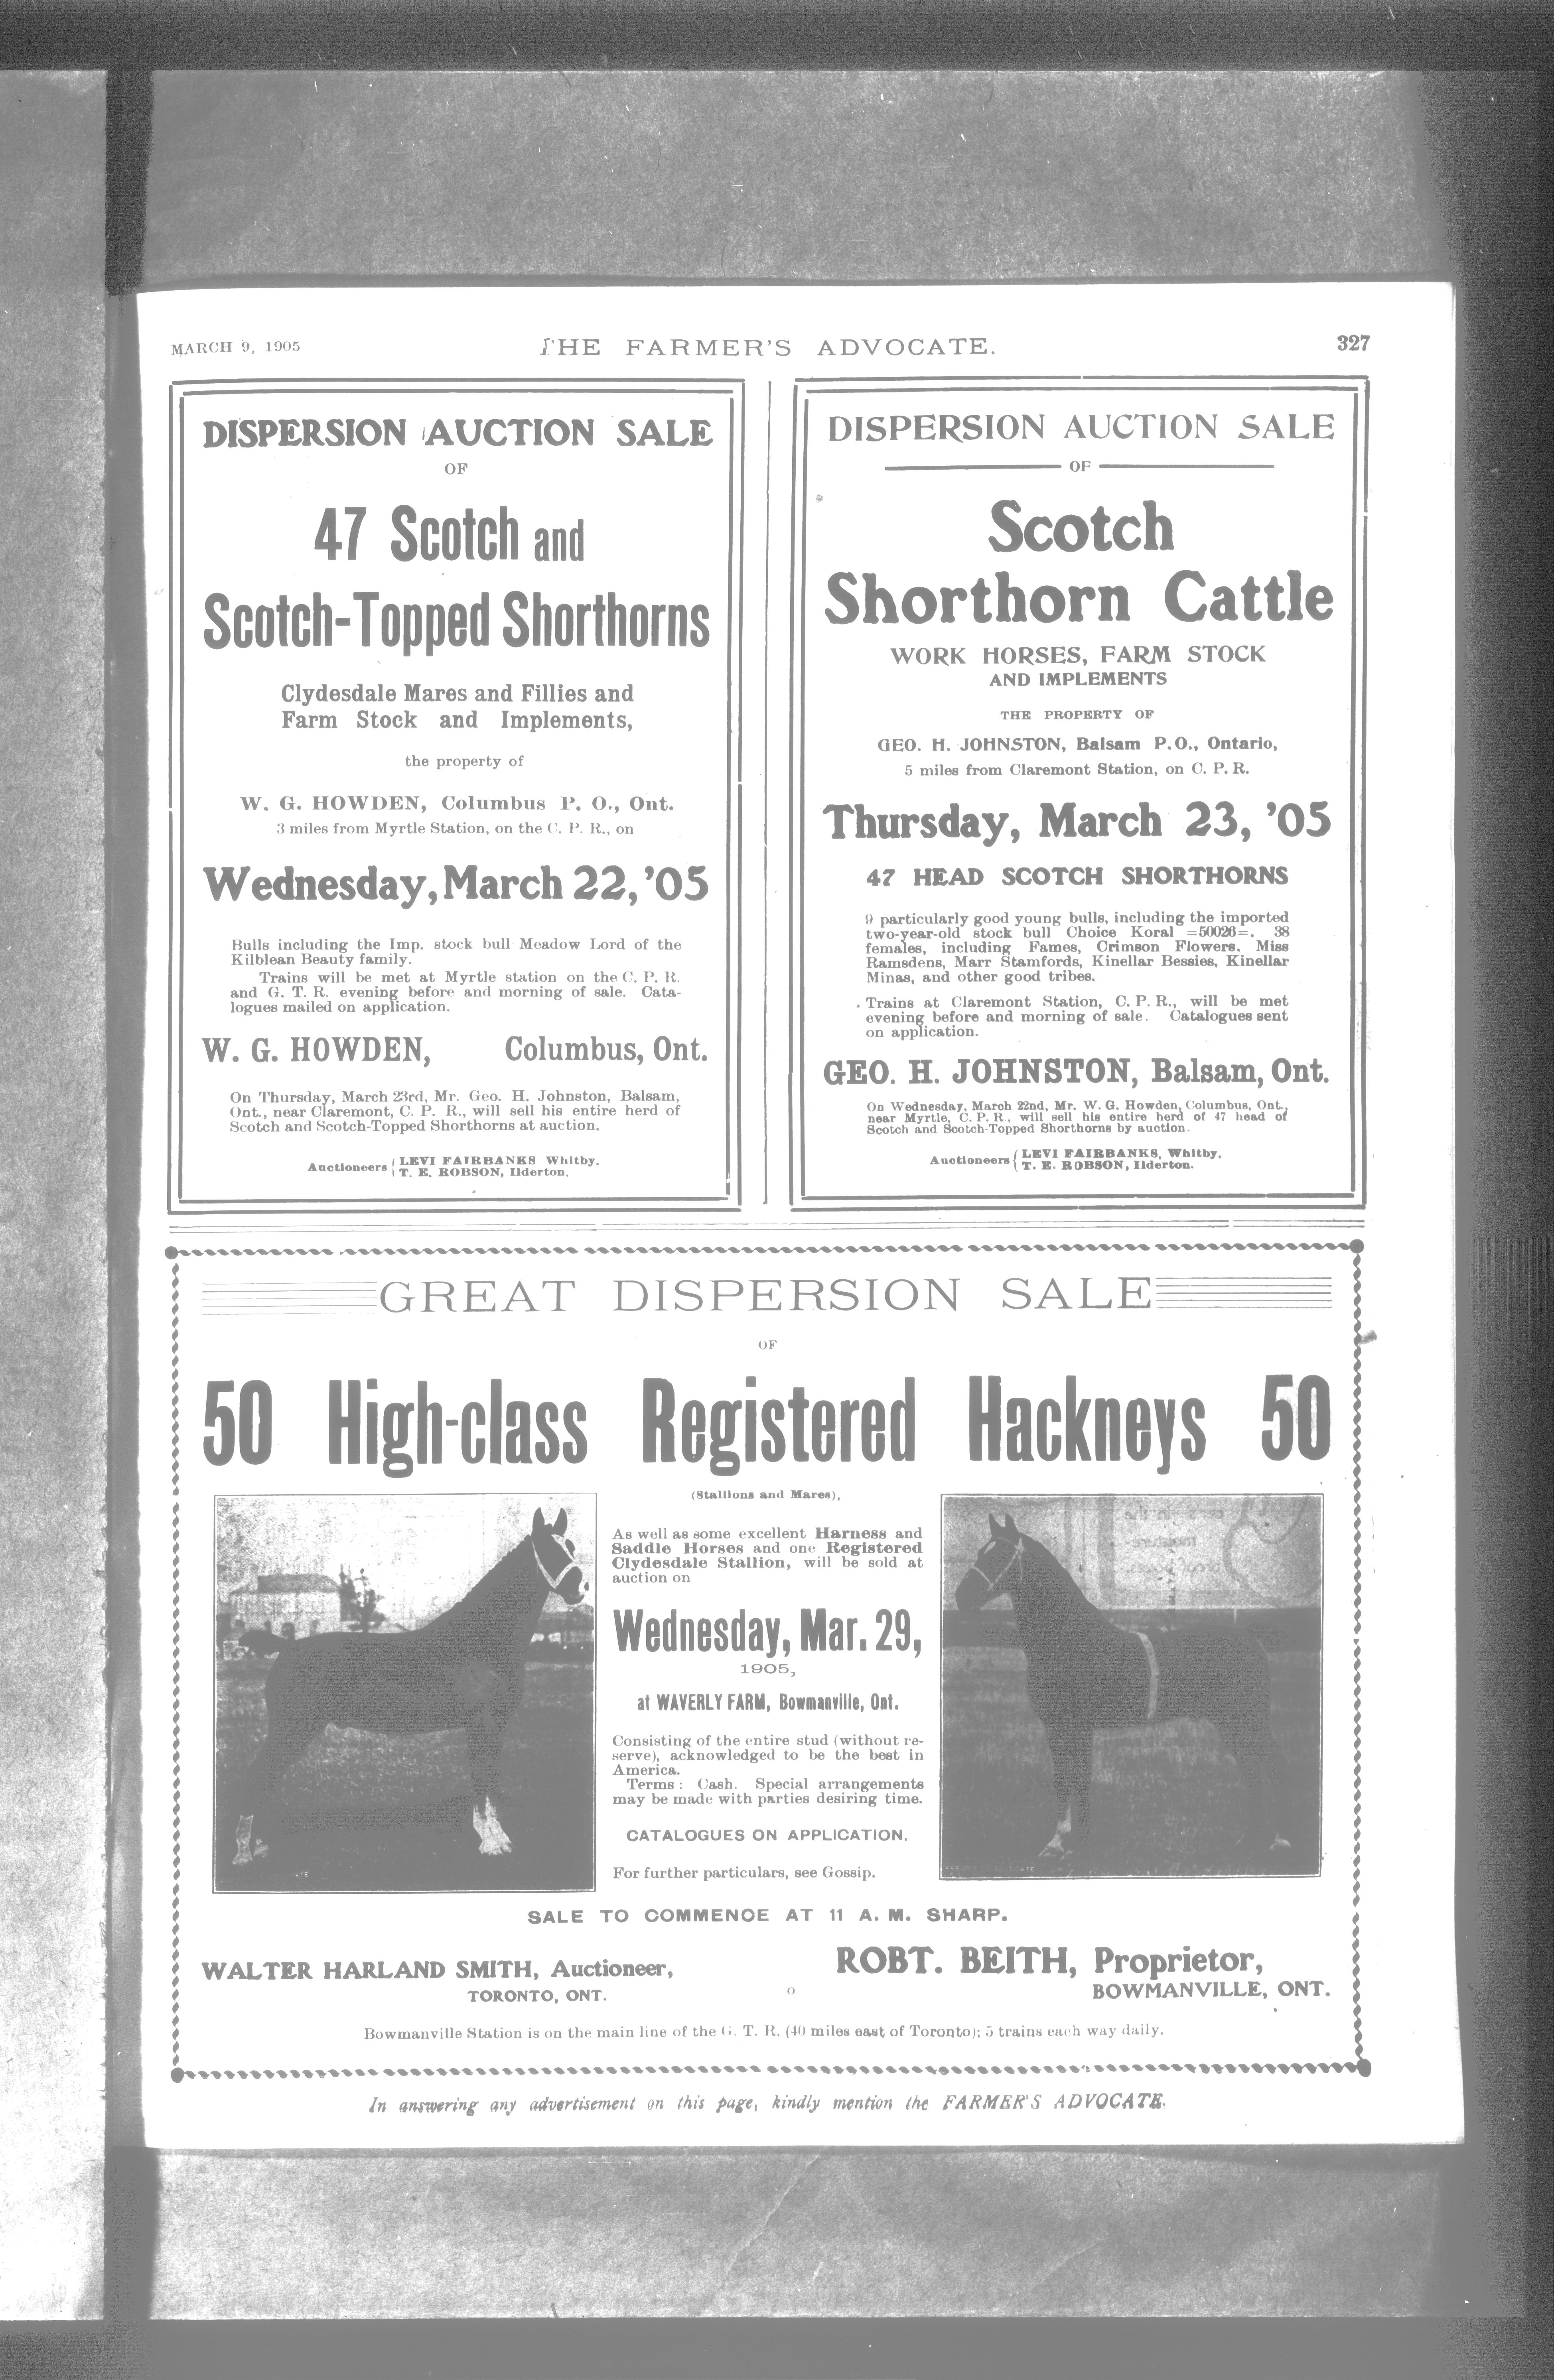 MARCH 9, 1905
THE FARMER'S ADVOCATE.
327
DISPERSION AUCTION SALE
OF
47 Scotch and
Scotch-Topped Shorthorns
Clydesdale Mares and Fillies and
Farm Stock and Implements,
the property of
W. G. HOWDEN, Columbus P. O., Ont.
3 miles from Myrtle Station, on the C. P. R., on
Wednesday, March 22, '05
Bulls including the Imp. stock bull Meadow Lord of the
Kilblean Beauty family.
Trains will be met at Myrtle station on the C. P. R.
and G. T. R. evening before and morning of sale. Cata-
logues mailed on application.
W. G. HOWDEN, Columbus, Ont.
On Thursday, March 23rd, Mr. Geo. H. Johnston, Balsam,
Ont., near Claremont, C. P. R., will sell his entire herd of
Scotch and Scotch-Topped Shorthorns at auction.
Auctioneers { LEVI FAIRBANKS Whitby.
T. E. ROBSON, Ilderton.
DISPERSION AUCTION SALE
OF
Scotch
Shorthorn Cattle
WORK HORSES, FARM STOCK
AND IMPLEMENTS
THE PROPERTY OF
GEO. H. JOHNSTON, Balsam P.O., Ontario,
5 miles from Claremont Station, on C. P. R.
Thursday, March 23, '05
47 HEAD SCOTCH SHORTHORNS
9 particularly good young bulls, including the imported
two-year-old stock bull Choice Koral =50026=. 38
females, including Fames, Crimson Flowers, Miss
Ramsdens, Marr Stamfords, Kinellar Bessies, Kinellar
Minas, and other good tribes.
Trains at Claremont Station, C. P. R., will be met
evening before and morning of sale. Catalogues sent
on application.
GEO. H. JOHNSTON, Balsam, Ont.
On Wednesday, March 22nd, Mr. W. G. Howden, Columbus, Ont.,
near Myrtle, C. P. R., will sell his entire herd of 47 head of
Scotch and Scotch-Topped Shorthorns by auction.
Auctioneers { LEVI FAIRBANKS, Whitby.
T. E. ROBSON, Ilderton.
GREAT DISPERSION SALE
OF
50 High-class Registered Hackneys 50
(Stallions and Mares),
As well as some excellent Harness and
Saddle Horses and one Registered
Clydesdale Stallion, will be sold at
auction on
Wednesday, Mar. 29,
1905,
at WAVERLY FARM, Bowmanville, Ont.
Consisting of the entire stud (without re-
serve), acknowledged to be the best in
America.
Terms: Cash. Special arrangements
may be made with parties desiring time.
CATALOGUES ON APPLICATION.
For further particulars, see Gossip.
SALE TO COMMENCE AT 11 A. M. SHARP.
WALTER HARLAND SMITH, Auctioneer,
TORONTO, ONT.
o
ROBT. BEITH, Proprietor,
BOWMANVILLE, ONT.
Bowmanville Station is on the main line of the G. T. R. (40 miles east of Toronto); 5 trains each way daily.
In answering any advertisement on this page, kindly mention the FARMER'S ADVOCATE.